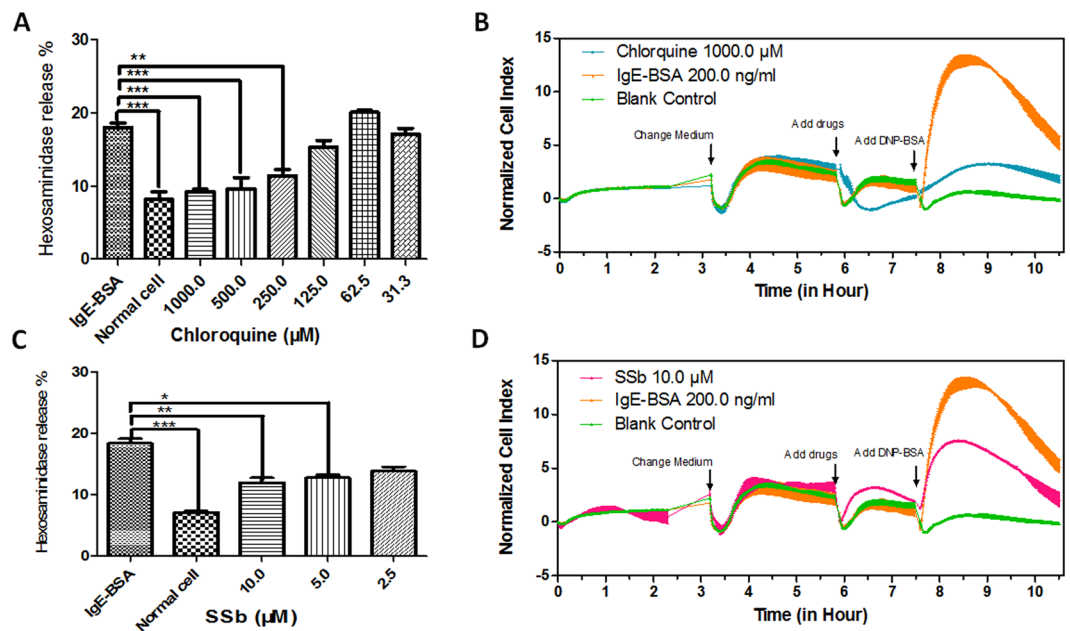 A
Hexosaminidase release %
30
20
10
0
**
***
***
***
IgE-BSA
Normal cell
1000.0
500.0
250.0
125.0
62.5
31.3
Chloroquine (µM)
B
Normalized Cell Index
15
10
5
0
-5
Chlorquine 1000.0 µM
IgE-BSA 200.0 ng/ml
Blank Control
Change Medium
Add drugs
Add DNP-BSA
0 1 2 3 4 5 6 7 8 9 10
Time (in Hour)
C
Hexosaminidase release %
30
20
10
0
*
**
***
IgE-BSA
Normal cell
10.0
5.0
2.5
SSb (µM)
D
Normalized Cell Index
15
10
5
0
-5
SSb 10.0 µM
IgE-BSA 200.0 ng/ml
Blank Control
Change Medium
Add drugs
Add DNP-BSA
0 1 2 3 4 5 6 7 8 9 10
Time (in Hour)